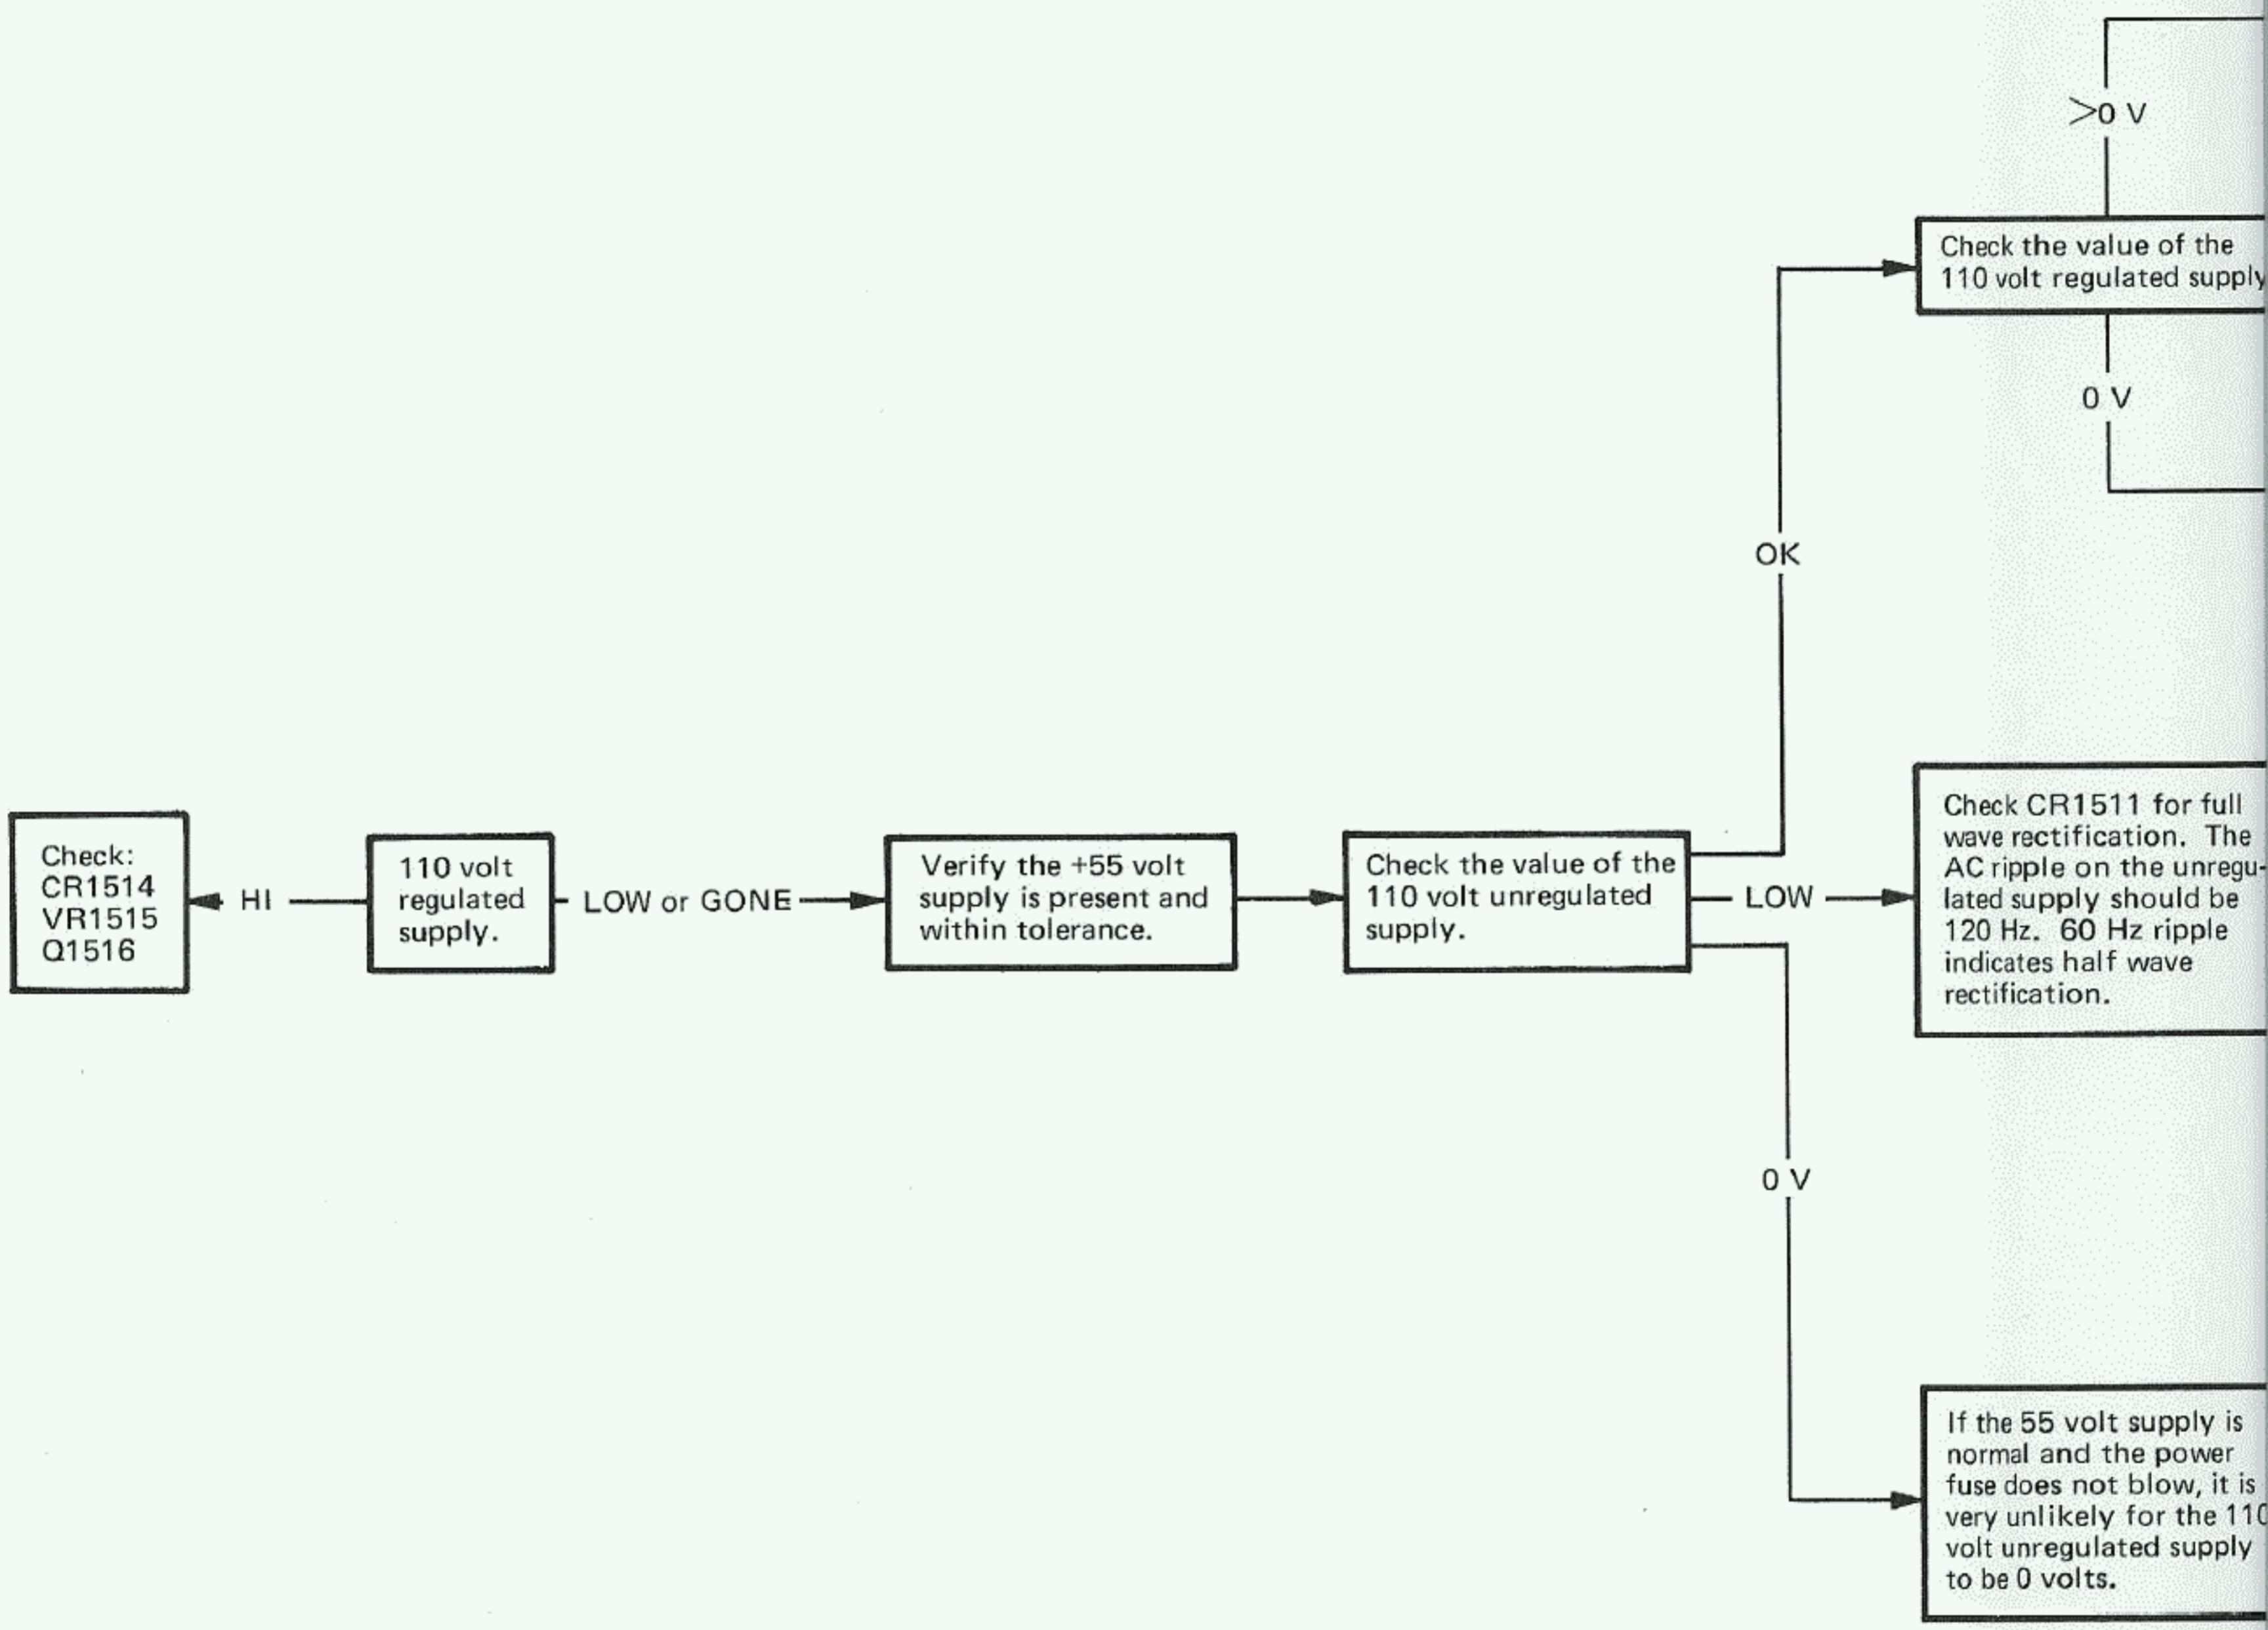 >0 V
Check the value of the
110 volt regulated supply
0 V
OK
Check:
CR1514
VR1515
Q1516
HI
110 volt
regulated
supply.
LOW or GONE
Verify the +55 volt
supply is present and
within tolerance.
Check the value of the
110 volt unregulated
supply.
LOW
Check CR1511 for full
wave rectification. The
AC ripple on the unregu-
lated supply should be
120 Hz. 60 Hz ripple
indicates half wave
rectification.
0 V
If the 55 volt supply is
normal and the power
fuse does not blow, it is
very unlikely for the 110
volt unregulated supply
to be 0 volts.